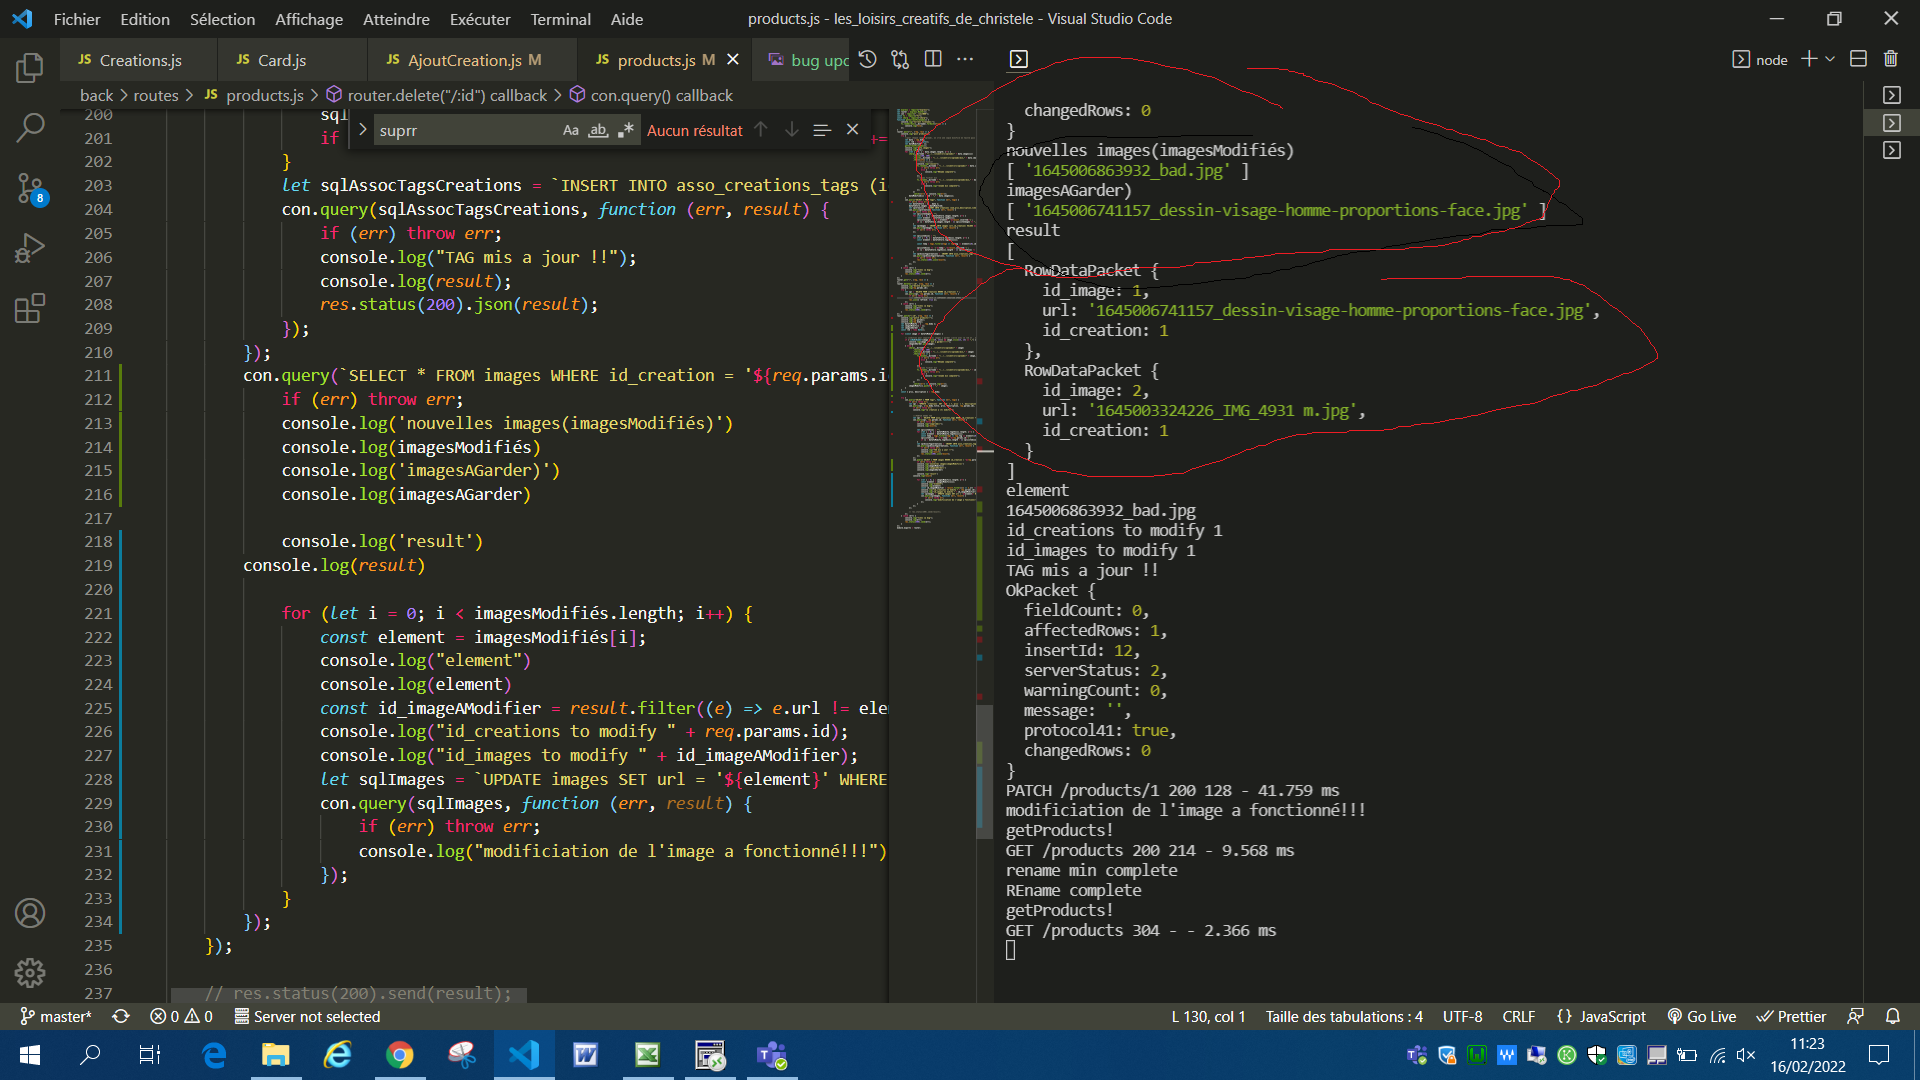 Fichier Edition Sélection Affichage Atteindre Exécuter Terminal Aide
products.js - les_loisirs_creatifs_de_christele - Visual Studio Code
JS Creations.js
JS Card.js
JS AjoutCreation.js M
JS products.js M
bug upd
back > routes > JS products.js > router.delete("/:id") callback > con.query() callback
suprr
Aa ab .* Aucun résultat
200 sql
201 if
202 }
203 let sqlAssocTagsCreations = `INSERT INTO asso_creations_tags (i
204 con.query(sqlAssocTagsCreations, function (err, result) {
205 if (err) throw err;
206 console.log("TAG mis a jour !!");
207 console.log(result);
208 res.status(200).json(result);
209 });
210 });
211 con.query(`SELECT * FROM images WHERE id_creation = '${req.params.i
212 if (err) throw err;
213 console.log('nouvelles images(imagesModifiés)')
214 console.log(imagesModifiés)
215 console.log('imagesAGarder)')
216 console.log(imagesAGarder)
217
218 console.log('result')
219 console.log(result)
220
221 for (let i = 0; i < imagesModifiés.length; i++) {
222 const element = imagesModifiés[i];
223 console.log("element")
224 console.log(element)
225 const id_imageAModifier = result.filter((e) => e.url != ele
226 console.log("id_creations to modify " + req.params.id);
227 console.log("id_images to modify " + id_imageAModifier);
228 let sqlImages = `UPDATE images SET url = '${element}' WHERE
229 con.query(sqlImages, function (err, result) {
230 if (err) throw err;
231 console.log("modificiation de l'image a fonctionné!!!")
232 });
233 }
234 });
235 });
236
237 // res.status(200).send(result);
node
changedRows: 0
}
nouvelles images(imagesModifiés)
[ '1645006863932_bad.jpg' ]
imagesAGarder)
[ '1645006741157_dessin-visage-homme-proportions-face.jpg' ]
result
[
RowDataPacket {
id_image: 1,
url: '1645006741157_dessin-visage-homme-proportions-face.jpg',
id_creation: 1
},
RowDataPacket {
id_image: 2,
url: '1645003324226_IMG_4931 m.jpg',
id_creation: 1
}
]
element
1645006863932_bad.jpg
id_creations to modify 1
id_images to modify 1
TAG mis a jour !!
OkPacket {
fieldCount: 0,
affectedRows: 1,
insertId: 12,
serverStatus: 2,
warningCount: 0,
message: '',
protocol41: true,
changedRows: 0
}
PATCH /products/1 200 128 - 41.759 ms
modificiation de l'image a fonctionné!!!
getProducts!
GET /products 200 214 - 9.568 ms
rename min complete
REname complete
getProducts!
GET /products 304 - - 2.366 ms
8
master* 0 0 Server not selected
L 130, col 1 Taille des tabulations : 4 UTF-8 CRLF {} JavaScript Go Live Prettier
11:23
16/02/2022